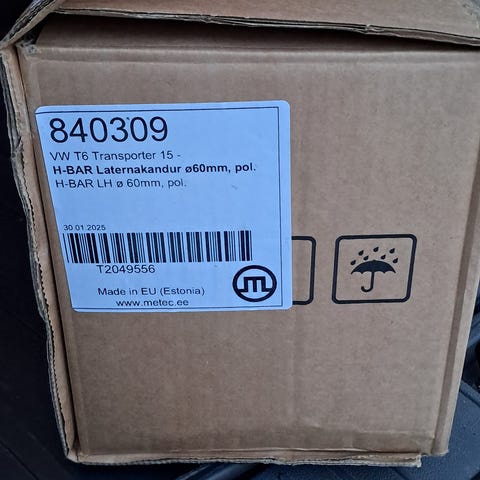 840309
VW T6 Transporter 15 -
H-BAR Laternakandur ø60mm, pol.
H-BAR LH ø 60mm, pol.
30.01.2025
T2049556
Made in EU (Estonia)
www.metec.ee